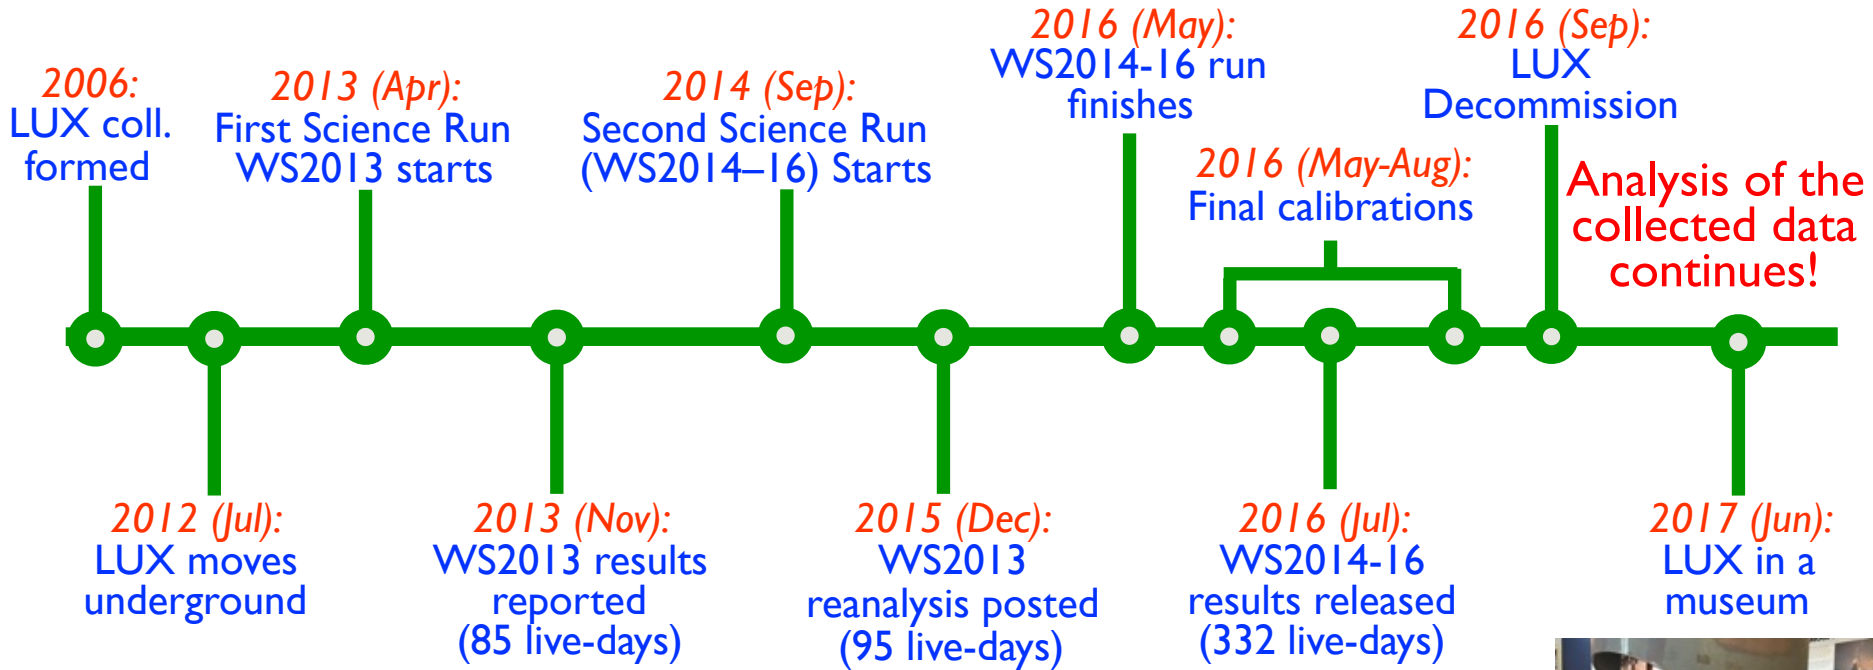 2006:
LUX coll.
formed
2013 (Apr):
First Science Run
WS2013 starts
2014 (Sep):
Second Science Run
(WS2014–16) Starts
2016 (May):
WS2014-16 run
finishes
2016 (May-Aug):
Final calibrations
2016 (Sep):
LUX
Decommission
Analysis of the
collected data
continues!
2012 (Jul):
LUX moves
underground
2013 (Nov):
WS2013 results
reported
(85 live-days)
2015 (Dec):
WS2013
reanalysis posted
(95 live-days)
2016 (Jul):
WS2014-16
results released
(332 live-days)
2017 (Jun):
LUX in a
museum